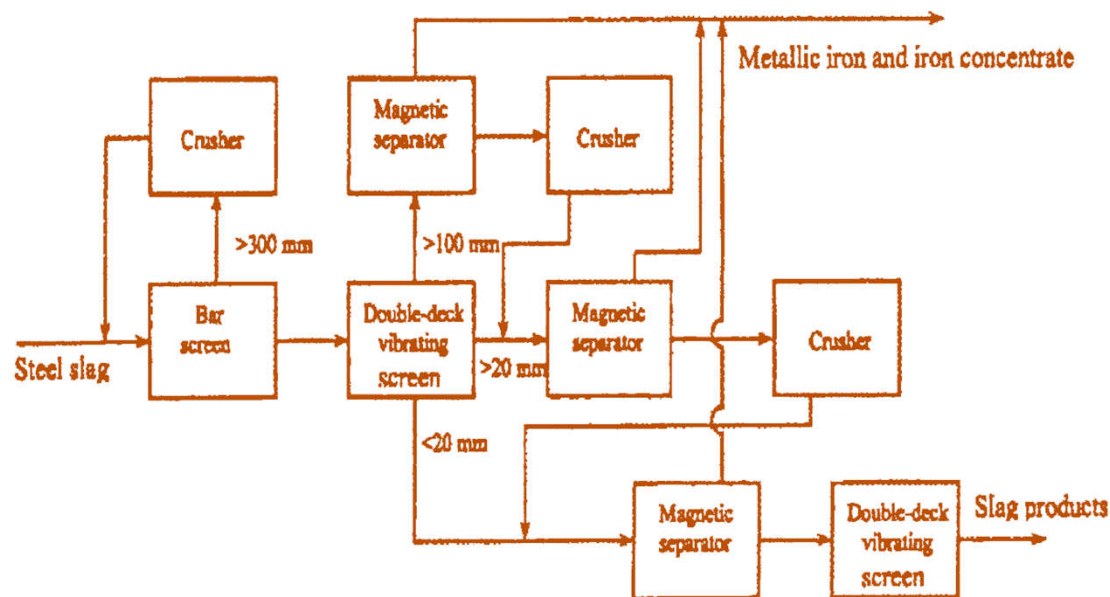 Metallic iron and iron concentrate
Crusher
Magnetic
separator
Crusher
>300 mm
>100 mm
Bar
screen
Double-deck
vibrating
screen
Magnetic
separator
Crusher
Steel slag
>20 mm
<20 mm
Magnetic
separator
Double-deck
vibrating
screen
Slag products